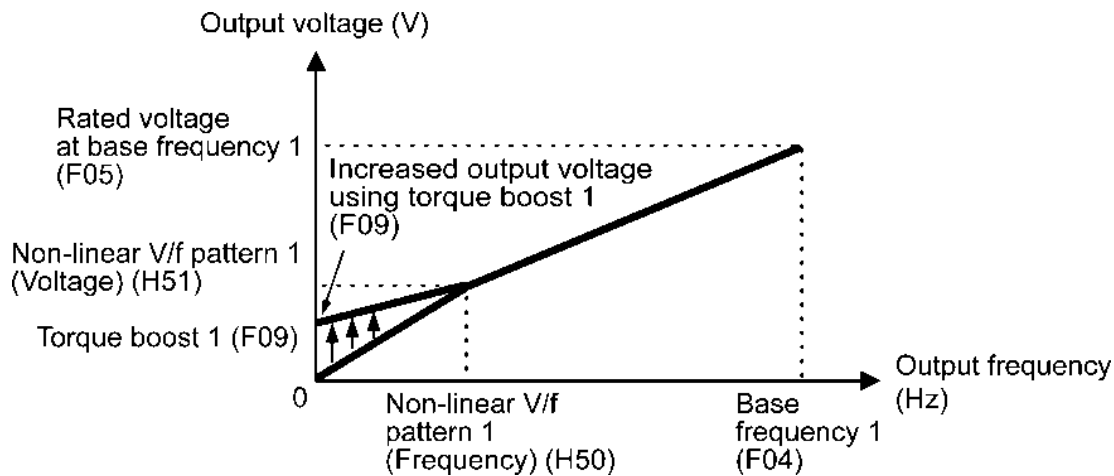 Output voltage (V)
Rated voltage
at base frequency 1
(F05)
Increased output voltage
using torque boost 1
(F09)
Non-linear V/f pattern 1
(Voltage) (H51)
Torque boost 1 (F09)
0
Non-linear V/f
pattern 1
(Frequency) (H50)
Base
frequency 1
(F04)
Output frequency
(Hz)